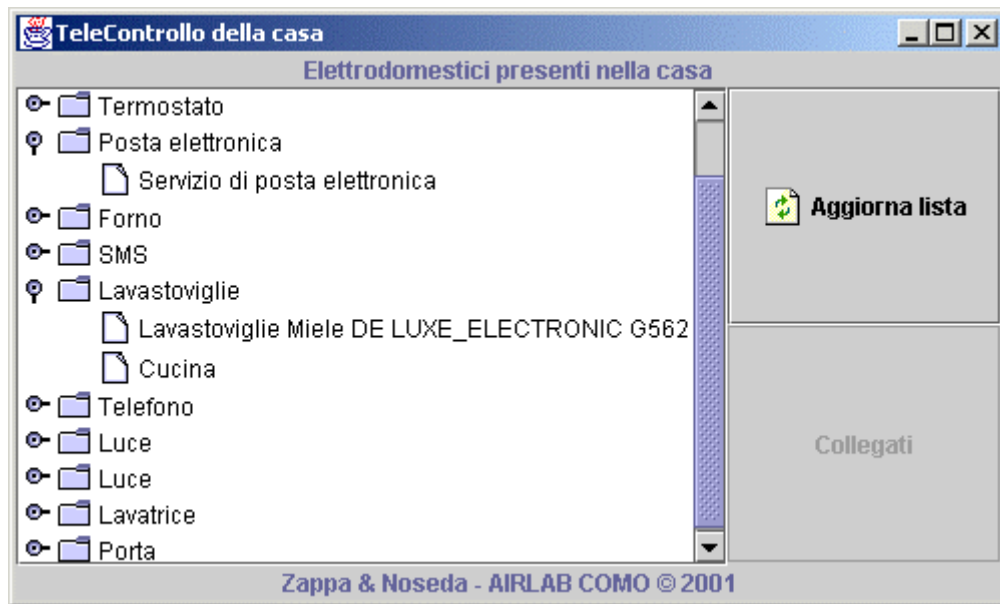 TeleControllo della casa
Elettrodomestici presenti nella casa
Termostato
Posta elettronica
Servizio di posta elettronica
Forno
SMS
Lavastoviglie
Lavastoviglie Miele DE LUXE_ELECTRONIC G562
Cucina
Telefono
Luce
Luce
Lavatrice
Porta
Aggiorna lista
Collegati
Zappa & Noseda - AIRLAB COMO © 2001